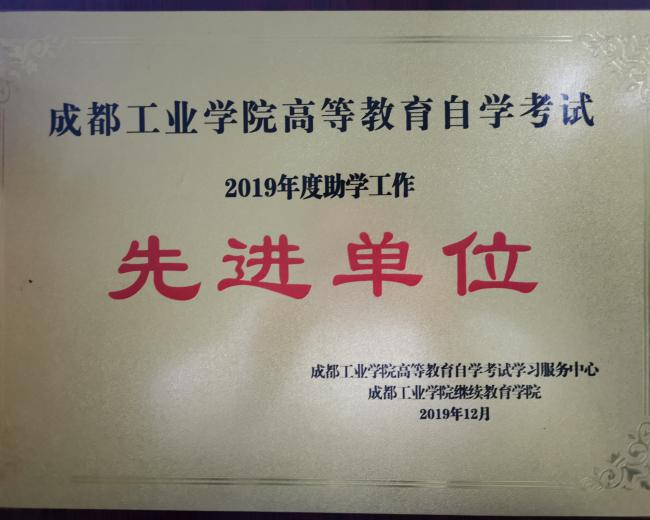 成都工业学院高等教育自学考试
2019年度助学工作
先进单位
成都工业学院高等教育自学考试学习服务中心
成都工业学院继续教育学院
2019年12月